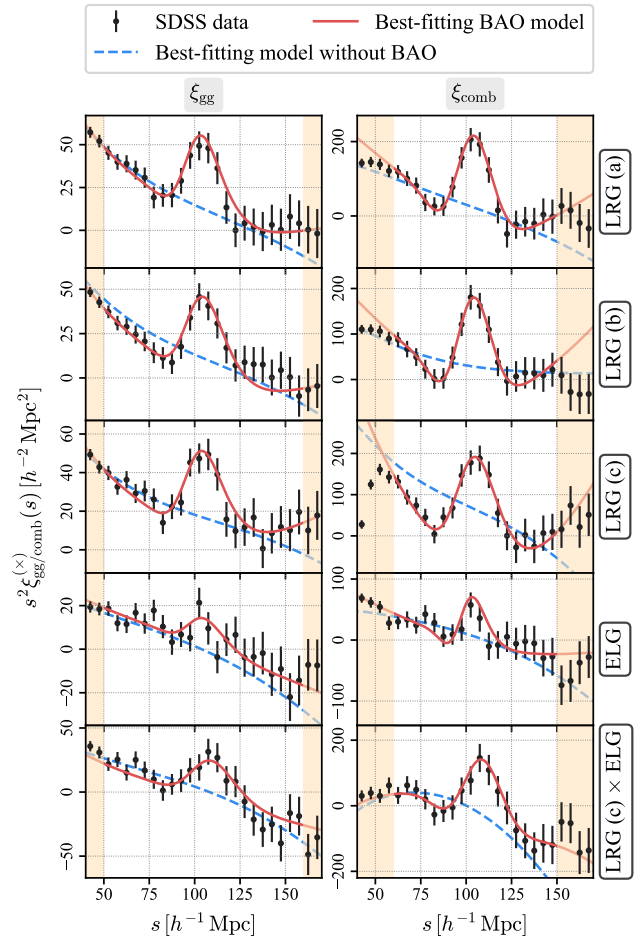 SDSS data
Best-fitting BAO model
Best-fitting model without BAO
ξgg
ξcomb
50
25
0
200
0
LRG (a)
50
25
0
200
100
0
LRG (b)
60
40
20
0
200
100
0
LRG (c)
20
0
−20
100
0
−100
ELG
50
0
−50
200
0
−200
LRG (c) × ELG
s²ξ^(×)_gg/comb(s) [h⁻² Mpc²]
50 75 100 125 150
50 75 100 125 150
s [h⁻¹ Mpc]
s [h⁻¹ Mpc]